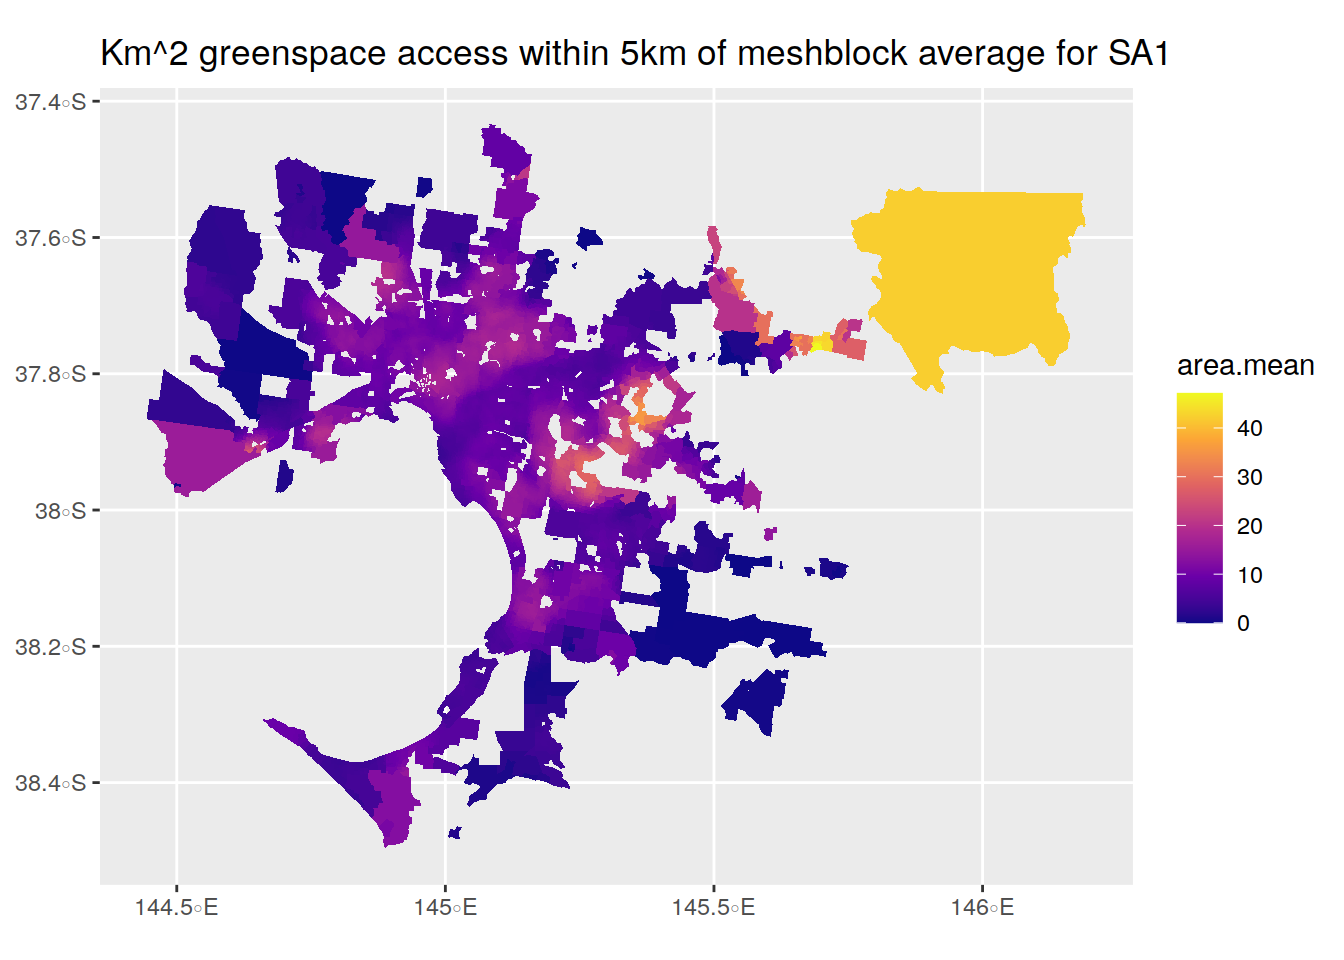 Km^2 greenspace access within 5km of meshblock average for SA1
37.4◦S
37.6◦S
37.8◦S
38◦S
38.2◦S
38.4◦S
144.5◦E
145◦E
145.5◦E
146◦E
area.mean
40
30
20
10
0